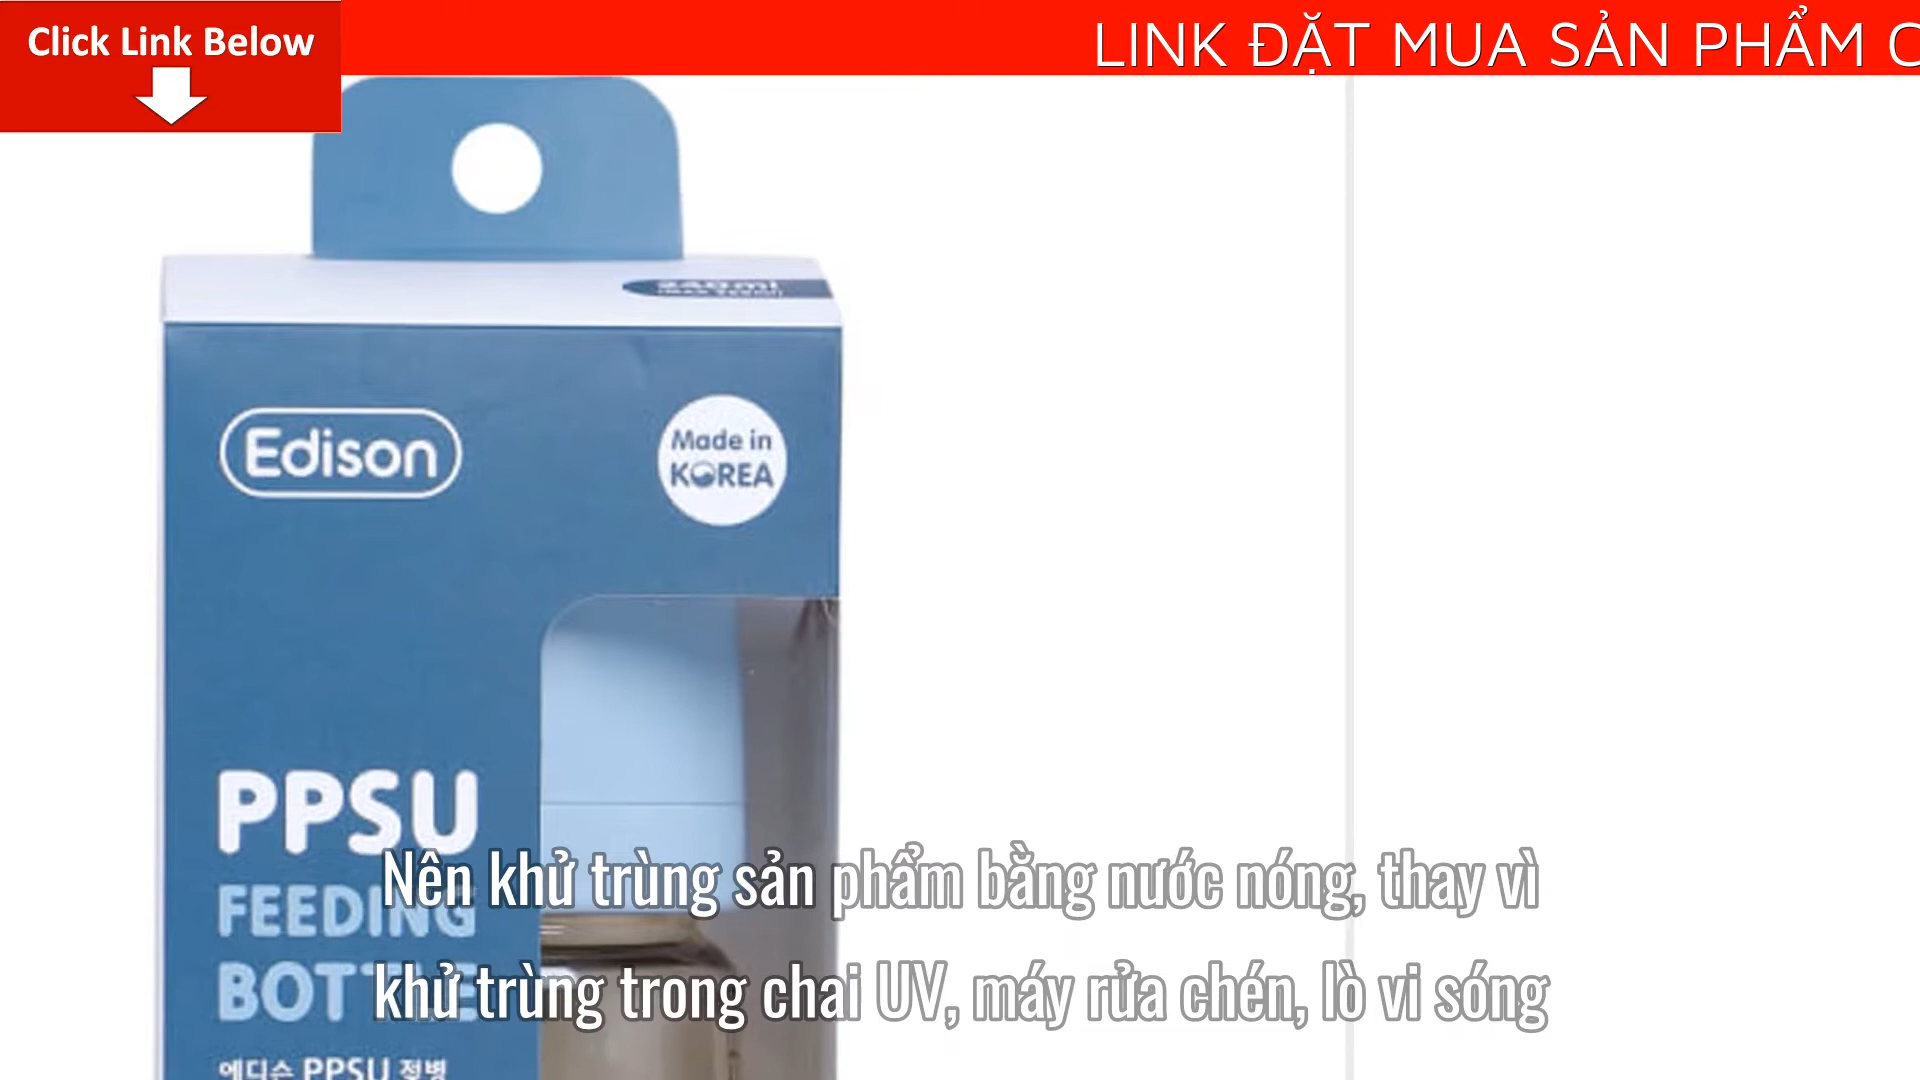 Click Link Below
LINK ĐẶT MUA SẢN PHẨM
240ml
Edison
Made in
KOREA
PPSU
FEEDING
BOTTLE
에디슨 PPSU 젖병
Nên khử trùng sản phẩm bằng nước nóng, thay vì
khử trùng trong chai UV, máy rửa chén, lò vi sóng